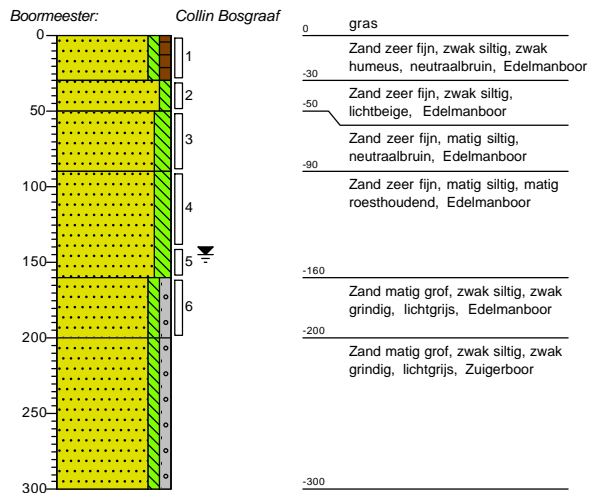 Boormeester: Collin Bosgraaf
0
50
100
150
200
250
300
1
2
3
4
5
6
0 gras
Zand zeer fijn, zwak siltig, zwak
humeus, neutraalbruin, Edelmanboor
-30
Zand zeer fijn, zwak siltig,
lichtbeige, Edelmanboor
-50
Zand zeer fijn, matig siltig,
neutraalbruin, Edelmanboor
-90
Zand zeer fijn, matig siltig, matig
roesthoudend, Edelmanboor
-160
Zand matig grof, zwak siltig, zwak
grindig, lichtgrijs, Edelmanboor
-200
Zand matig grof, zwak siltig, zwak
grindig, lichtgrijs, Zuigerboor
-300